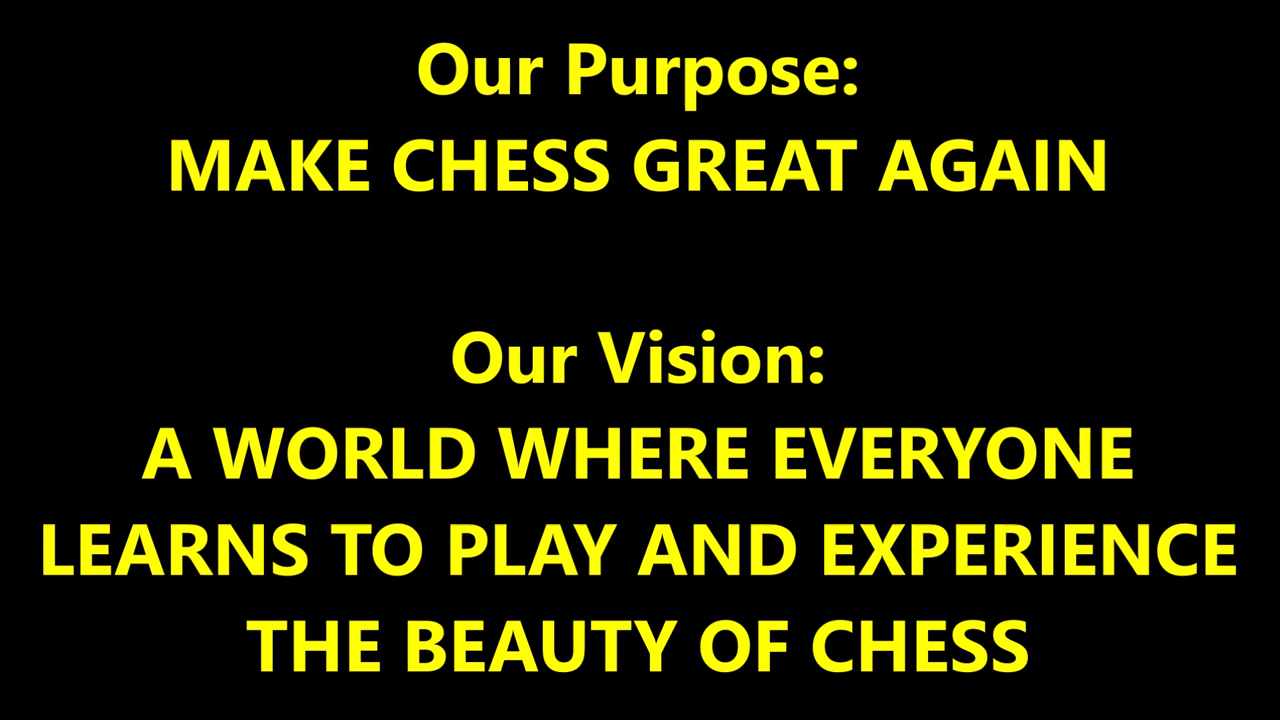 Our Purpose:
MAKE CHESS GREAT AGAIN
Our Vision:
A WORLD WHERE EVERYONE
LEARNS TO PLAY AND EXPERIENCE
THE BEAUTY OF CHESS